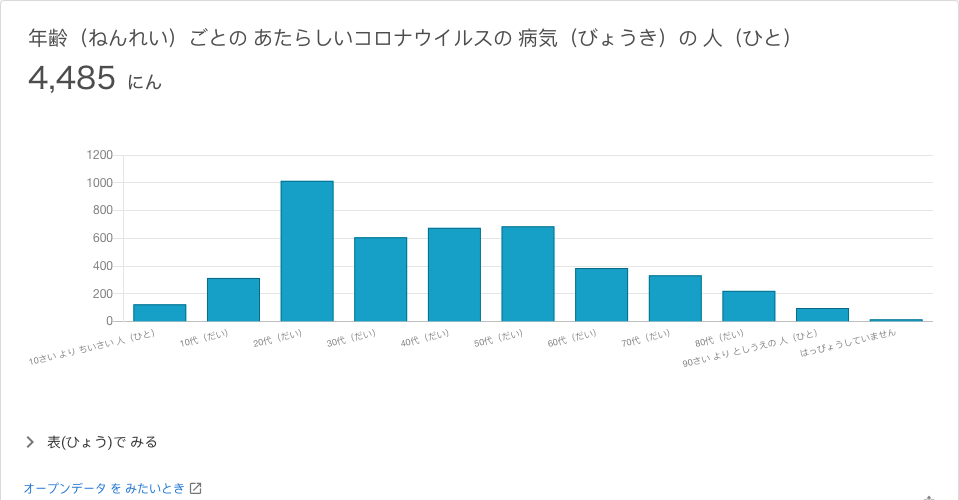 年齢（ねんれい）ごとの あたらしいコロナウイルスの 病気（びょうき）の 人（ひと）
4,485 にん
1200
1000
800
600
400
200
0
10さい より ちいさい 人（ひと）
10代（だい）
20代（だい）
30代（だい）
40代（だい）
50代（だい）
60代（だい）
70代（だい）
80代（だい）
90さい より としうえの 人（ひと）
はっぴょうしていません
表(ひょう)で みる
オープンデータ を みたいとき